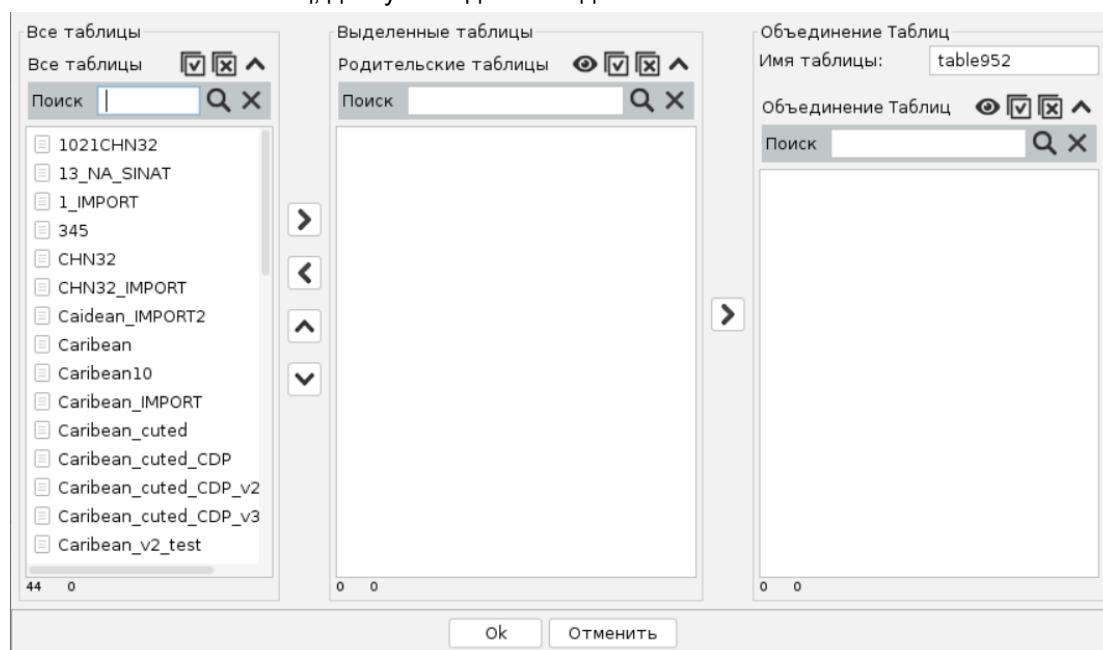 Все таблицы
Все таблицы
Поиск
1021CHN32
13_NA_SINAT
1_IMPORT
345
CHN32
CHN32_IMPORT
Caidean_IMPORT2
Caribean
Caribean10
Caribean_IMPORT
Caribean_cuted
Caribean_cuted_CDP
Caribean_cuted_CDP_v2
Caribean_cuted_CDP_v3
Caribean_v2_test
44 0
Выделенные таблицы
Родительские таблицы
Поиск
0 0
Объединение Таблиц
Имя таблицы: table952
Объединение Таблиц
Поиск
0 0
Ok Отменить